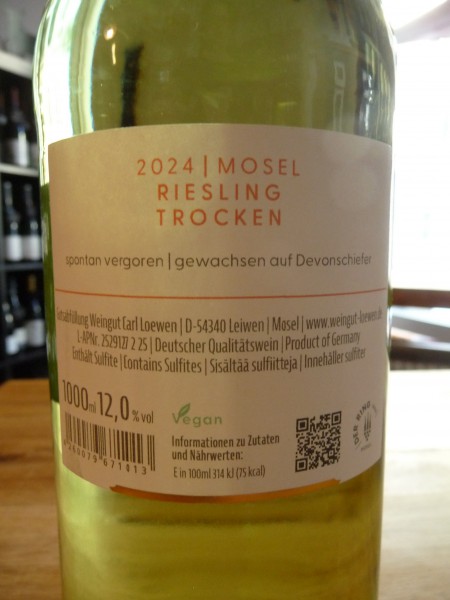 2024 | MOSEL
RIESLING
TROCKEN
spontan vergoren | gewachsen auf Devonschiefer
Gutsabfüllung Weingut Carl Loewen | D-54340 Leiwen | Mosel | www.weingut-loewen.de
L-APNr. 2529127 2 25 | Deutscher Qualitätswein | Product of Germany
Enthält Sulfite | Contains Sulfites | Sisältää sulfiitteja | Innehåller sulfiter
1000ml 12,0 % vol
Vegan
Informationen zu Zutaten
und Nährwerten:
E in 100ml 314 kJ (75 kcal)
DER RING